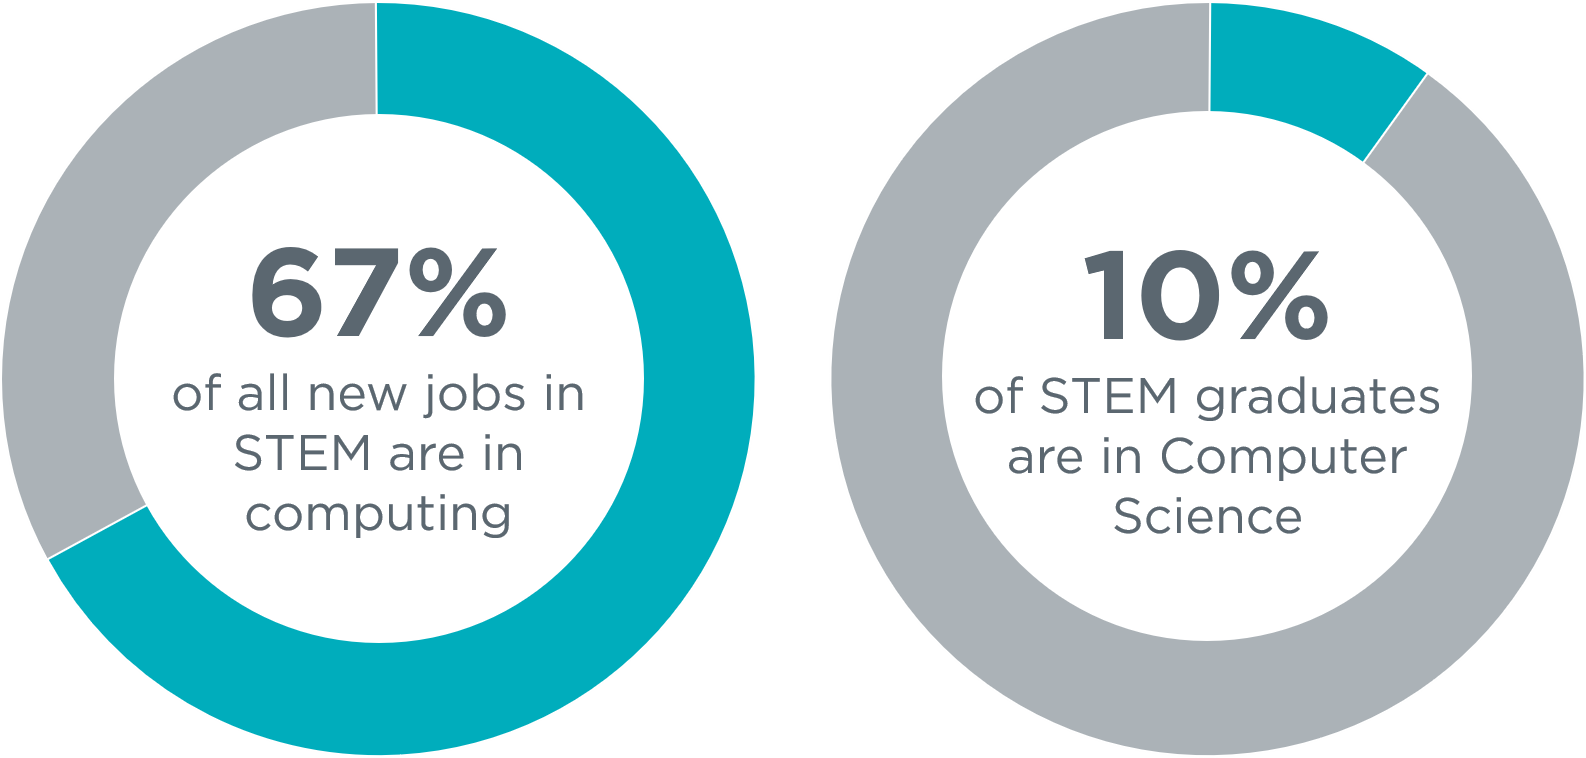 67%
of all new jobs in
STEM are in
computing
10%
of STEM graduates
are in Computer
Science